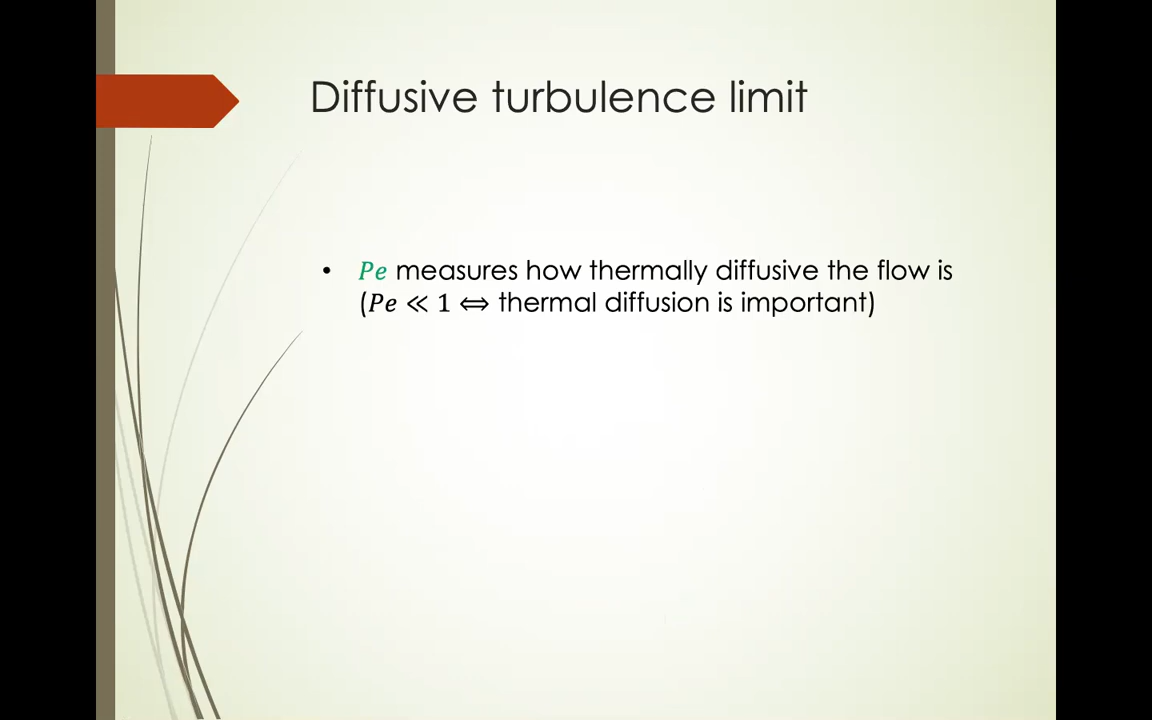 Diffusive turbulence limit
• 𝑃𝑒 measures how thermally diffusive the flow is
(𝑃𝑒 ≪ 1 ⇔ thermal diffusion is important)